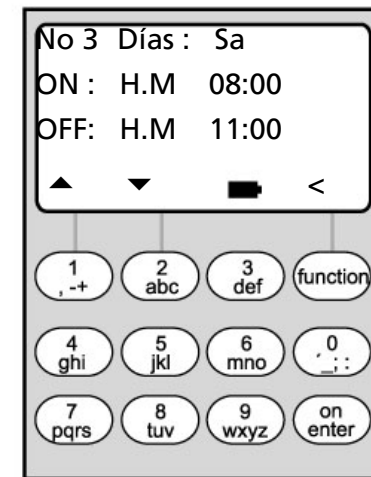 No 3 Días : Sa
ON : H.M 08:00
OFF: H.M 11:00
<
1 2 3 function
, -+ abc def
4 5 6 0
ghi jkl mno ´_; :
7 8 9 on
pqrs tuv wxyz enter